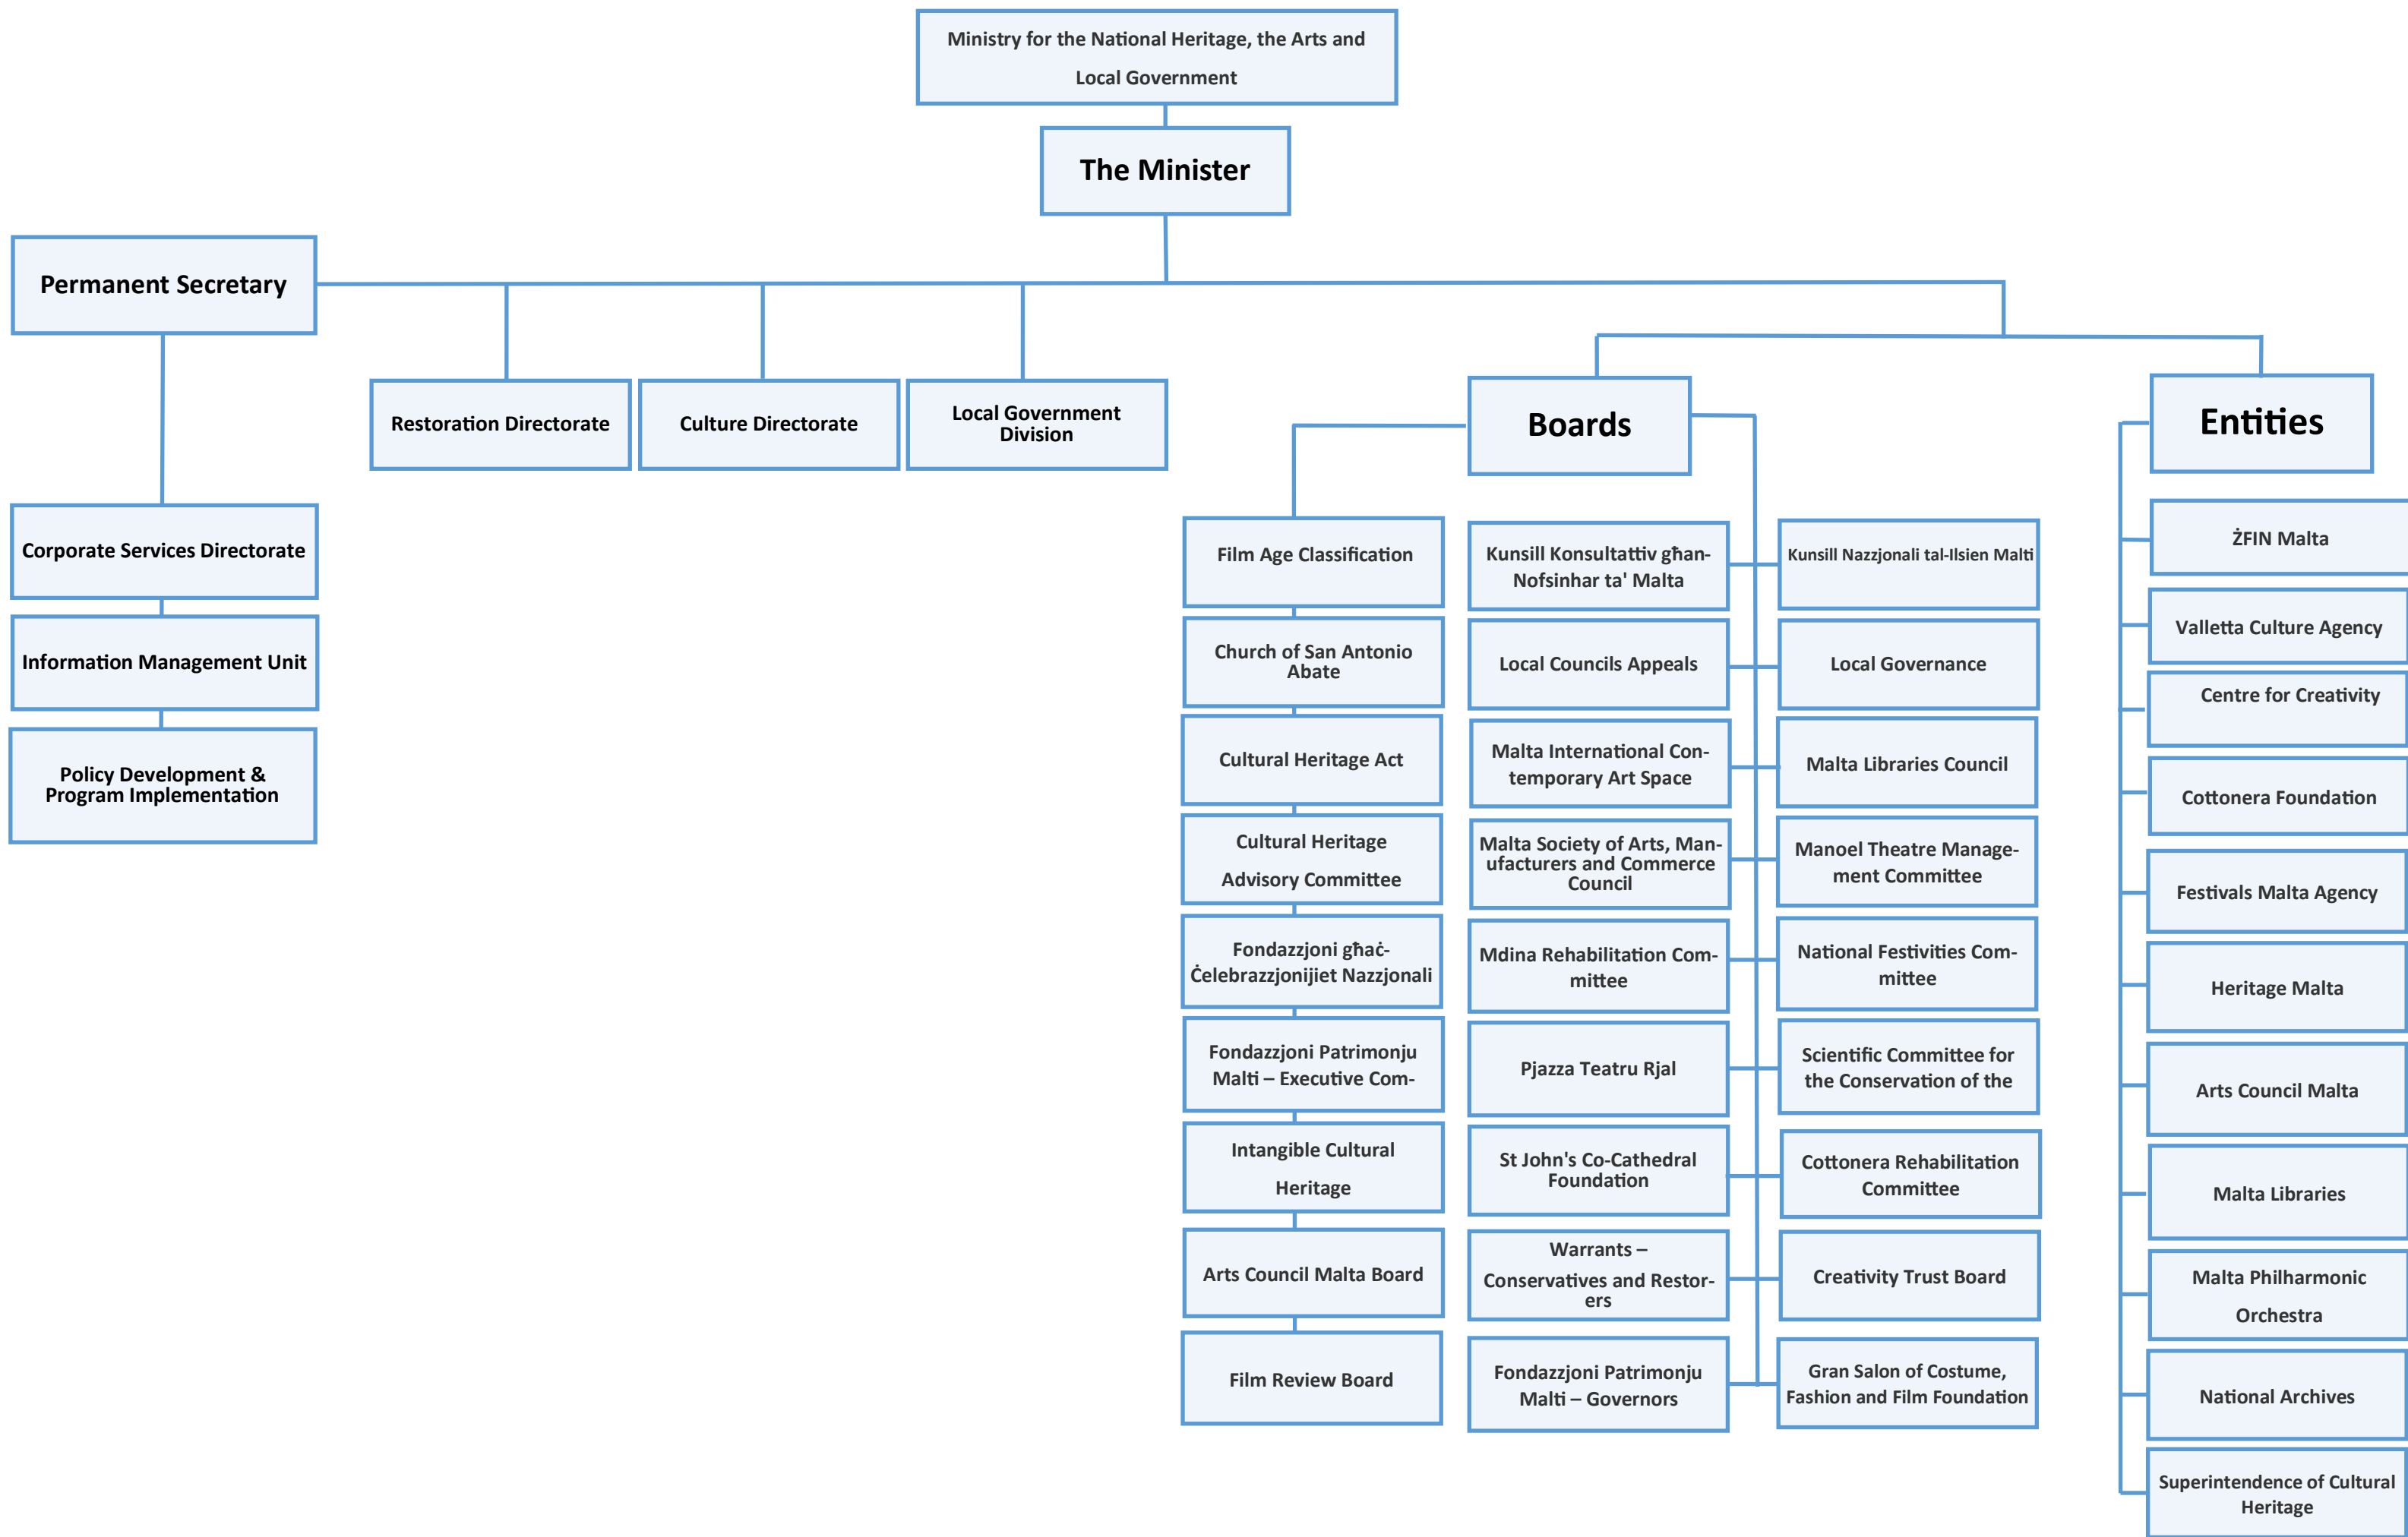 Ministry for the National Heritage, the Arts and
Local Government
The Minister
Permanent Secretary
Restoration Directorate
Culture Directorate
Local Government
Division
Boards
Entities
Corporate Services Directorate
Information Management Unit
Policy Development &
Program Implementation
Film Age Classification
Church of San Antonio
Abate
Cultural Heritage Act
Cultural Heritage
Advisory Committee
Fondazzjoni għaċ-
Ċelebrazzjonijiet Nazzjonali
Fondazzjoni Patrimonju
Malti – Executive Com-
Intangible Cultural
Heritage
Arts Council Malta Board
Film Review Board
Kunsill Konsultattiv għan-
Nofsinhar ta' Malta
Local Councils Appeals
Malta International Con-
temporary Art Space
Malta Society of Arts, Man-
ufacturers and Commerce
Council
Mdina Rehabilitation Com-
mittee
Pjazza Teatru Rjal
St John's Co-Cathedral
Foundation
Warrants –
Conservatives and Restor-
ers
Fondazzjoni Patrimonju
Malti – Governors
Kunsill Nazzjonali tal-Ilsien Malti
Local Governance
Malta Libraries Council
Manoel Theatre Manage-
ment Committee
National Festivities Com-
mittee
Scientific Committee for
the Conservation of the
Cottonera Rehabilitation
Committee
Creativity Trust Board
Gran Salon of Costume,
Fashion and Film Foundation
ŻFIN Malta
Valletta Culture Agency
Centre for Creativity
Cottonera Foundation
Festivals Malta Agency
Heritage Malta
Arts Council Malta
Malta Libraries
Malta Philharmonic
Orchestra
National Archives
Superintendence of Cultural
Heritage